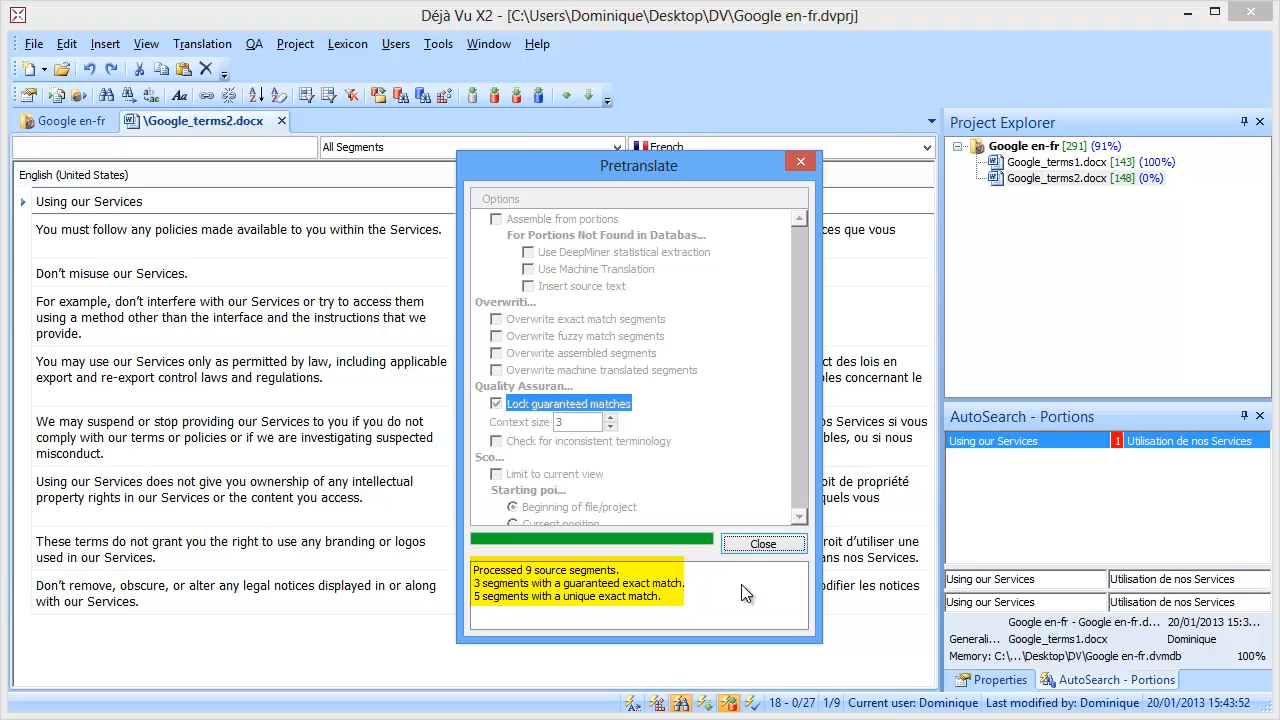 Déjà Vu X2 - [C:\Users\Dominique\Desktop\DV\Google en-fr.dvprj]
File Edit Insert View Translation QA Project Lexicon Users Tools Window Help
Google en-fr
\Google_terms2.docx
All Segments
French
English (United States)
Using our Services
You must follow any policies made available to you within the Services.
ces que vous
Don't misuse our Services.
For example, don't interfere with our Services or try to access them
using a method other than the interface and the instructions that we
provide.
You may use our Services only as permitted by law, including applicable
export and re-export control laws and regulations.
ct des lois en
bles concernant le
We may suspend or stop providing our Services to you if you do not
comply with our terms or policies or if we are investigating suspected
misconduct.
os Services si vous
bles, ou si nous
Using our Services does not give you ownership of any intellectual
property rights in our Services or the content you access.
oit de propriété
quels vous
These terms do not grant you the right to use any branding or logos
used in our Services.
roit d'utiliser une
ans nos Services.
Don't remove, obscure, or alter any legal notices displayed in or along
with our Services.
odifier les notices
Pretranslate
Options
Assemble from portions
For Portions Not Found in Databas...
Use DeepMiner statistical extraction
Use Machine Translation
Insert source text
Overwriti...
Overwrite exact match segments
Overwrite fuzzy match segments
Overwrite assembled segments
Overwrite machine translated segments
Quality Assuran...
Lock guaranteed matches
Context size 3
Check for inconsistent terminology
Sco...
Limit to current view
Starting poi...
Beginning of file/project
Current position
Close
Processed 9 source segments.
3 segments with a guaranteed exact match.
5 segments with a unique exact match.
Project Explorer
Google en-fr [291] (91%)
Google_terms1.docx [143] (100%)
Google_terms2.docx [148] (0%)
AutoSearch - Portions
Using our Services 1 Utilisation de nos Services
Using our Services Utilisation de nos Services
Using our Services Utilisation de nos Services
Google en-fr - Google en-fr.d... 20/01/2013 15:3...
Generali... Google_terms1.docx Dominique
Memory: C:\...\Desktop\DV\Google en-fr.dvmdb 100%
Properties AutoSearch - Portions
18 - 0/27 1/9 Current user: Dominique Last modified by: Dominique 20/01/2013 15:43:52